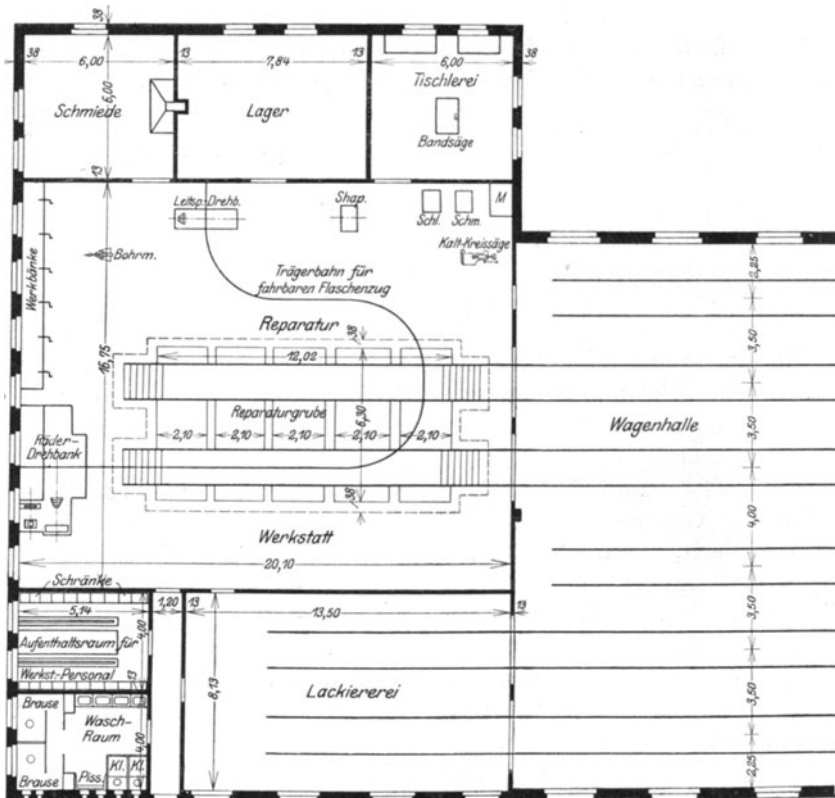 38
38
13
13
38
6,00
7,84
6,00
Tischlerei
6,00
Schmiede
Lager
Bandsäge
13
Leitsp.-Drehb.
Shap.
Schl.
Schm.
M
Werkbänke
Bohrm.
Kalt-Kreissäge
Trägerbahn für
fahrbaren Flaschenzug
2,25
Reparatur
38
3,50
16,75
12,02
6,30
Reparaturgrube
3,50
Wagenhalle
2,10
2,10
2,10
2,10
2,10
Räder-
Drehbank
38
4,00
Werkstatt
20,10
Schränke
3,50
5,14
1,20
13
13,50
13
4,00
Aufenthaltsraum für
Werkst.-Personal
13
8,13
Lackiererei
3,50
Brause
Wasch-
Raum
4,00
Kl.
Kl.
Brause
Piss.
2,25